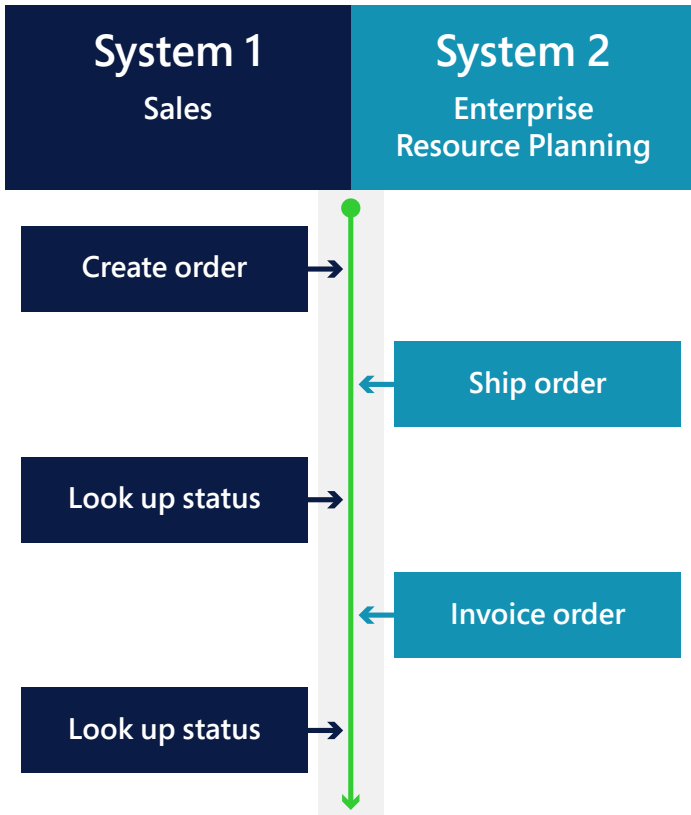 System 1
Sales
System 2
Enterprise
Resource Planning
Create order
Ship order
Look up status
Invoice order
Look up status